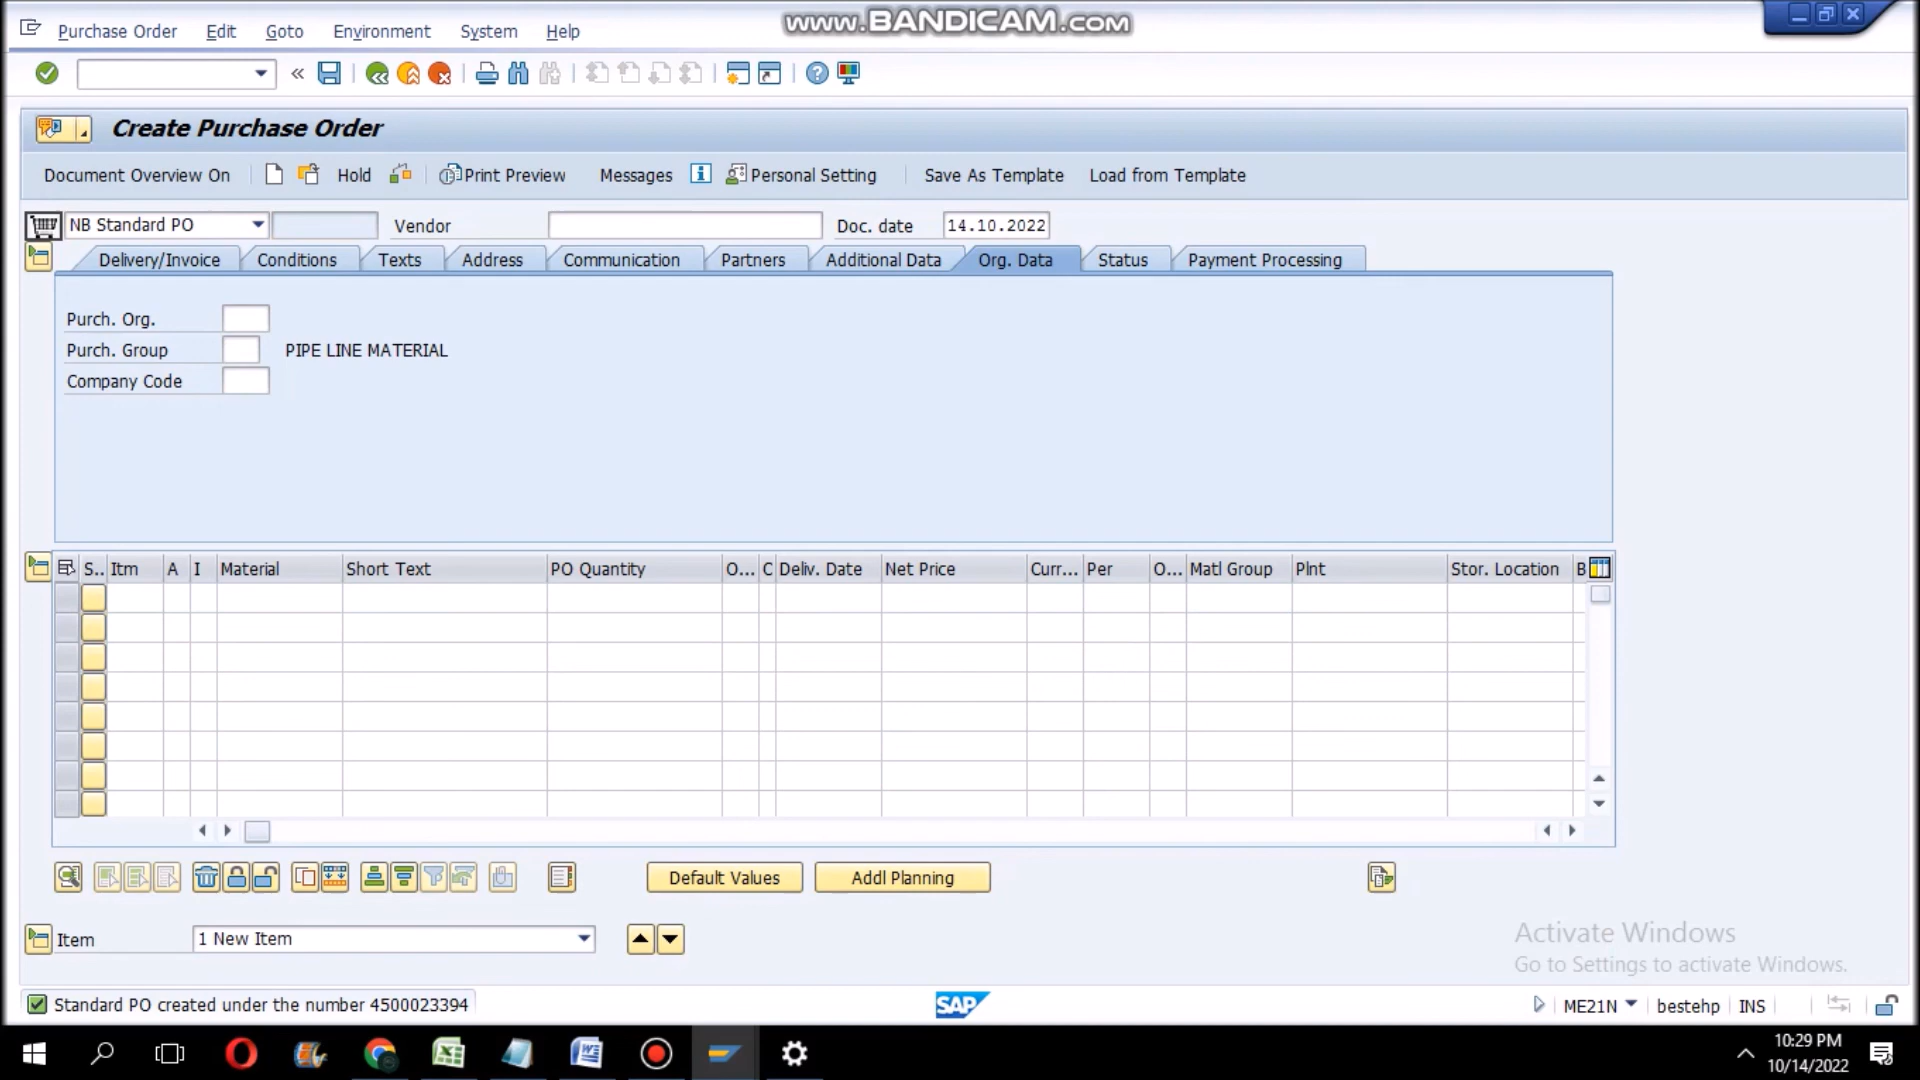 www.BANDICAM.com
Purchase Order Edit Goto Environment System Help
Create Purchase Order
Document Overview On Hold Print Preview Messages Personal Setting Save As Template Load from Template
NB Standard PO Vendor Doc. date 14.10.2022
Delivery/Invoice Conditions Texts Address Communication Partners Additional Data Org. Data Status Payment Processing
Purch. Org.
Purch. Group PIPE LINE MATERIAL
Company Code
S.. Itm A I Material Short Text PO Quantity O... C Deliv. Date Net Price Curr... Per O... Matl Group Plnt Stor. Location B
Default Values Addl Planning
Item 1 New Item
Activate Windows
Go to Settings to activate Windows.
Standard PO created under the number 4500023394 SAP ME21N bestehp INS
10:29 PM
10/14/2022